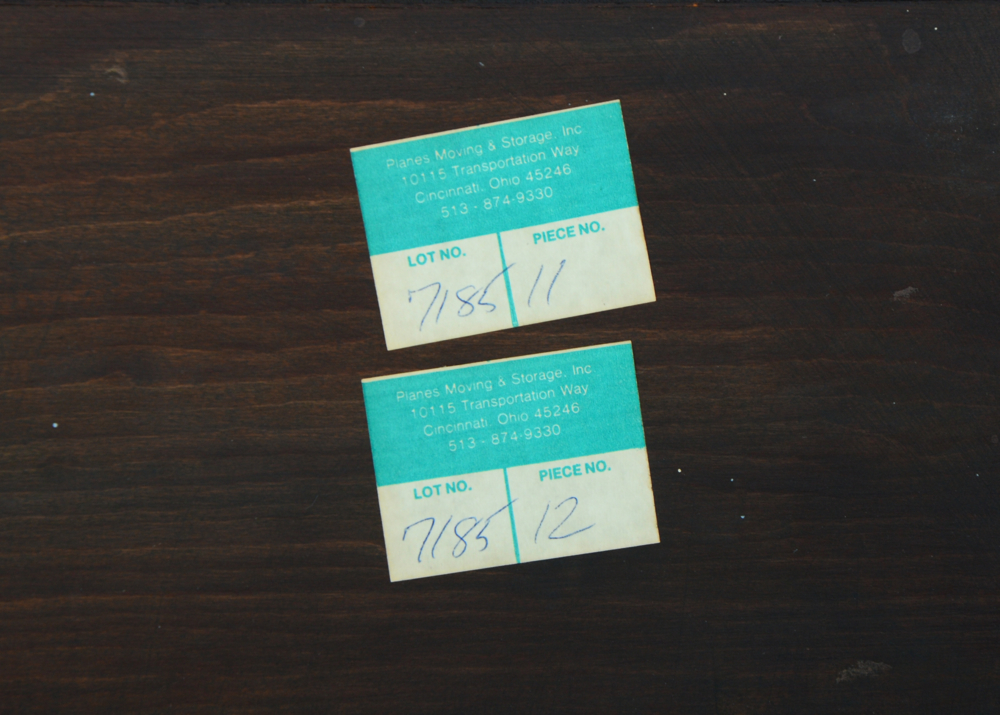 Planes Moving & Storage, Inc
10115 Transportation Way
Cincinnati, Ohio 45246
513 - 874-9330
LOT NO. PIECE NO.
7185 11
Planes Moving & Storage, Inc
10115 Transportation Way
Cincinnati, Ohio 45246
513 - 874-9330
LOT NO. PIECE NO.
7185 12